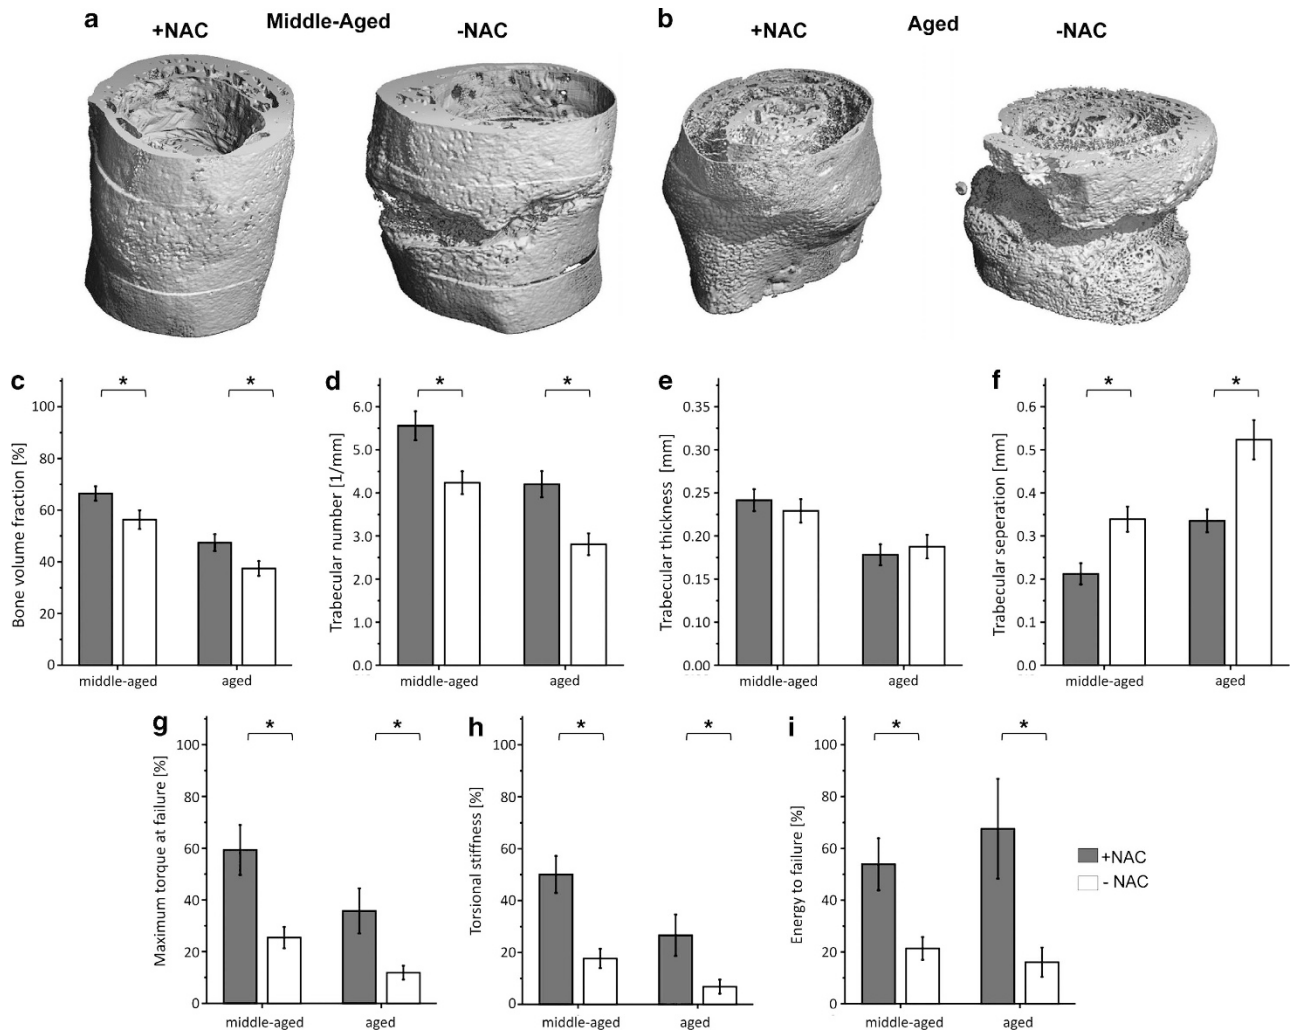 a Middle-Aged b Aged
+NAC -NAC +NAC -NAC
c * *
Bone volume fraction [%]
100
80
60
40
20
0
middle-aged aged
d * *
Trabecular number [1/mm]
6.0
5.0
4.0
3.0
2.0
1.0
0.0
middle-aged aged
e
Trabecular thickness [mm]
0.35
0.30
0.25
0.20
0.15
0.10
0.05
0.00
middle-aged aged
f * *
Trabecular seperation [mm]
0.6
0.5
0.4
0.3
0.2
0.1
0.0
middle-aged aged
g * *
Maximum torque at failure [%]
100
80
60
40
20
0
middle-aged aged
h * *
Torsional stiffness [%]
100
80
60
40
20
0
middle-aged aged
i * *
Energy to failure [%]
100
80
60
40
20
0
middle-aged aged
+NAC
- NAC